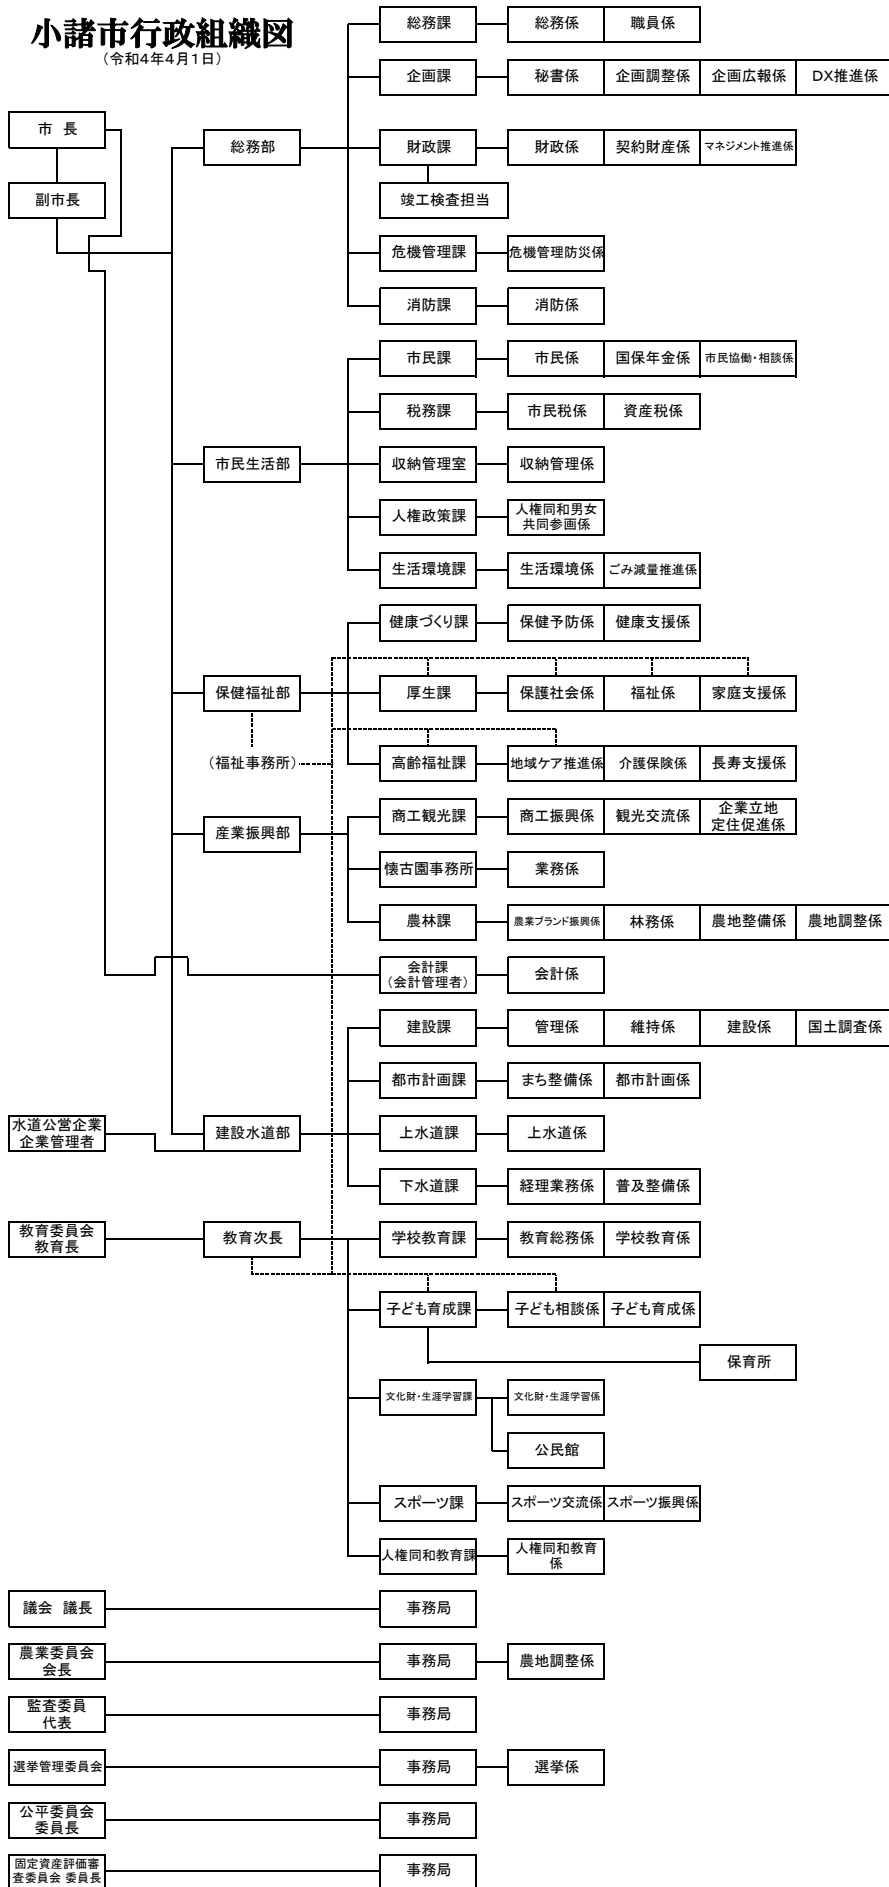 小諸市行政組織図
（令和4年4月1日）
総務課 総務係 職員係
企画課 秘書係 企画調整係 企画広報係 DX推進係
市 長
総務部 財政課 財政係 契約財産係 マネジメント推進係
副市長 竣工検査担当
危機管理課 危機管理防災係
消防課 消防係
市民課 市民係 国保年金係 市民協働・相談係
税務課 市民税係 資産税係
市民生活部 収納管理室 収納管理係
人権政策課 人権同和男女
共同参画係
生活環境課 生活環境係 ごみ減量推進係
健康づくり課 保健予防係 健康支援係
保健福祉部 厚生課 保護社会係 福祉係 家庭支援係
（福祉事務所） 高齢福祉課 地域ケア推進係 介護保険係 長寿支援係
産業振興部 商工観光課 商工振興係 観光交流係 企業立地
定住促進係
懐古園事務所 業務係
農林課 農業ブランド振興係 林務係 農地整備係 農地調整係
会計課
（会計管理者） 会計係
建設課 管理係 維持係 建設係 国土調査係
都市計画課 まち整備係 都市計画係
水道公営企業
企業管理者 建設水道部 上水道課 上水道係
下水道課 経理業務係 普及整備係
教育委員会
教育長 教育次長 学校教育課 教育総務係 学校教育係
子ども育成課 子ども相談係 子ども育成係
保育所
文化財・生涯学習課 文化財・生涯学習係
公民館
スポーツ課 スポーツ交流係 スポーツ振興係
人権同和教育課 人権同和教育
係
議会 議長 事務局
農業委員会
会長 事務局 農地調整係
監査委員
代表 事務局
選挙管理委員会 事務局 選挙係
公平委員会
委員長 事務局
固定資産評価審
査委員会 委員長 事務局